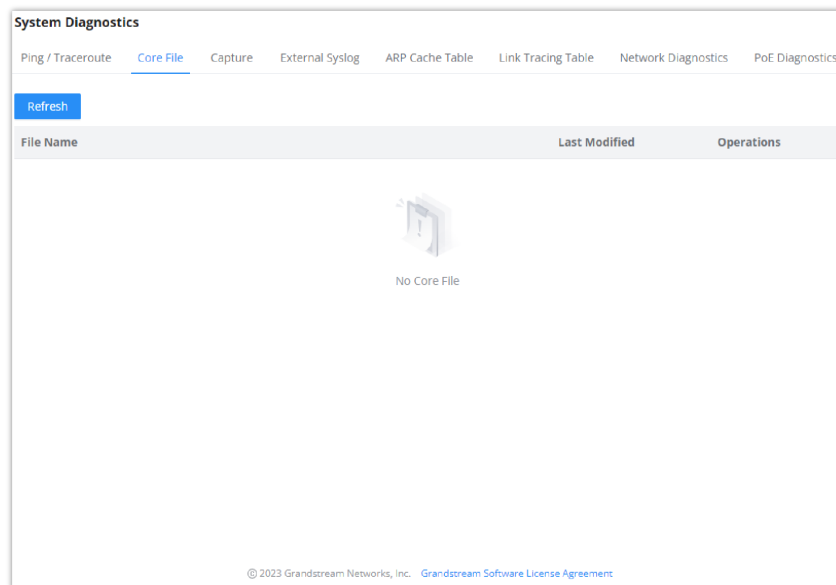 System Diagnostics
Ping / Traceroute Core File Capture External Syslog ARP Cache Table Link Tracing Table Network Diagnostics PoE Diagnostics
Refresh
File Name Last Modified Operations
No Core File
© 2023 Grandstream Networks, Inc. Grandstream Software License Agreement